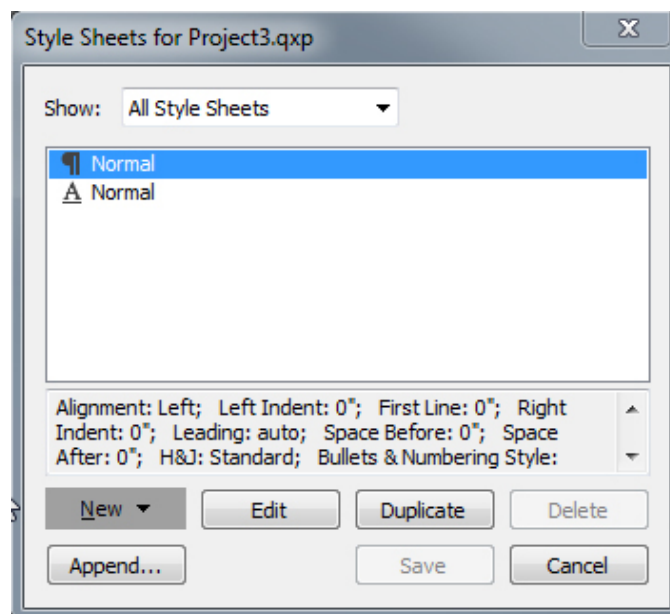 Style Sheets for Project3.qxp
Show: All Style Sheets
¶ Normal
A Normal
Alignment: Left; Left Indent: 0"; First Line: 0"; Right
Indent: 0"; Leading: auto; Space Before: 0"; Space
After: 0"; H&J: Standard; Bullets & Numbering Style:
New Edit Duplicate Delete
Append... Save Cancel